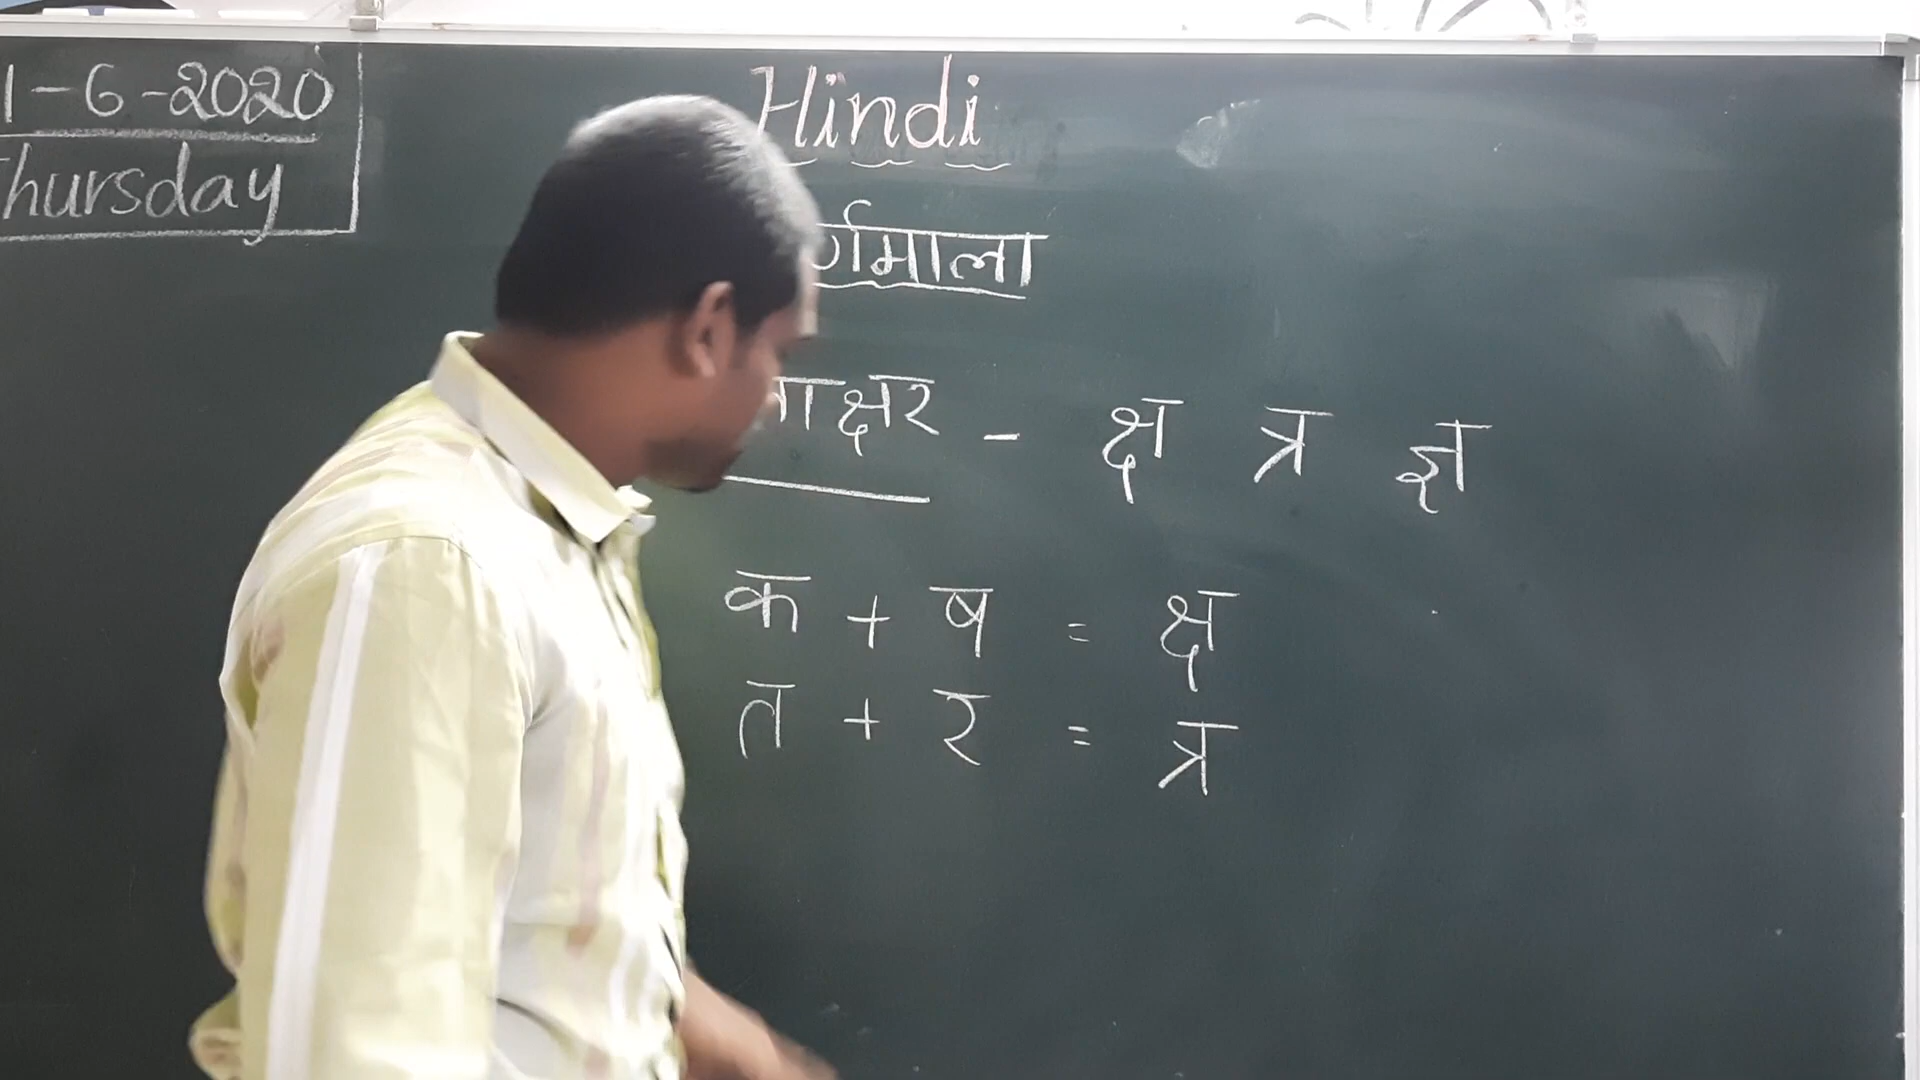 1-6-2020
Thursday
Hindi
र्णमाला
ाक्षर - क्ष त्र ज्ञ
क + ष = क्ष
त + र = त्र